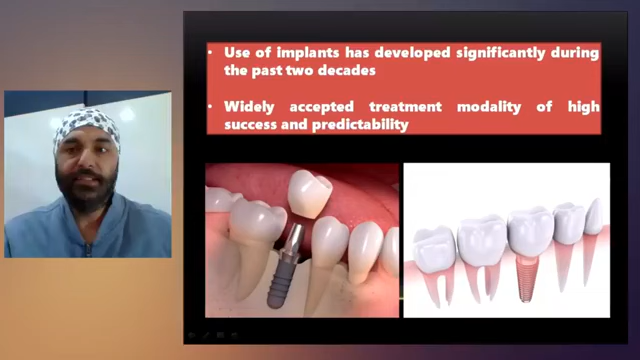 • Use of implants has developed significantly during
the past two decades
• Widely accepted treatment modality of high
success and predictability